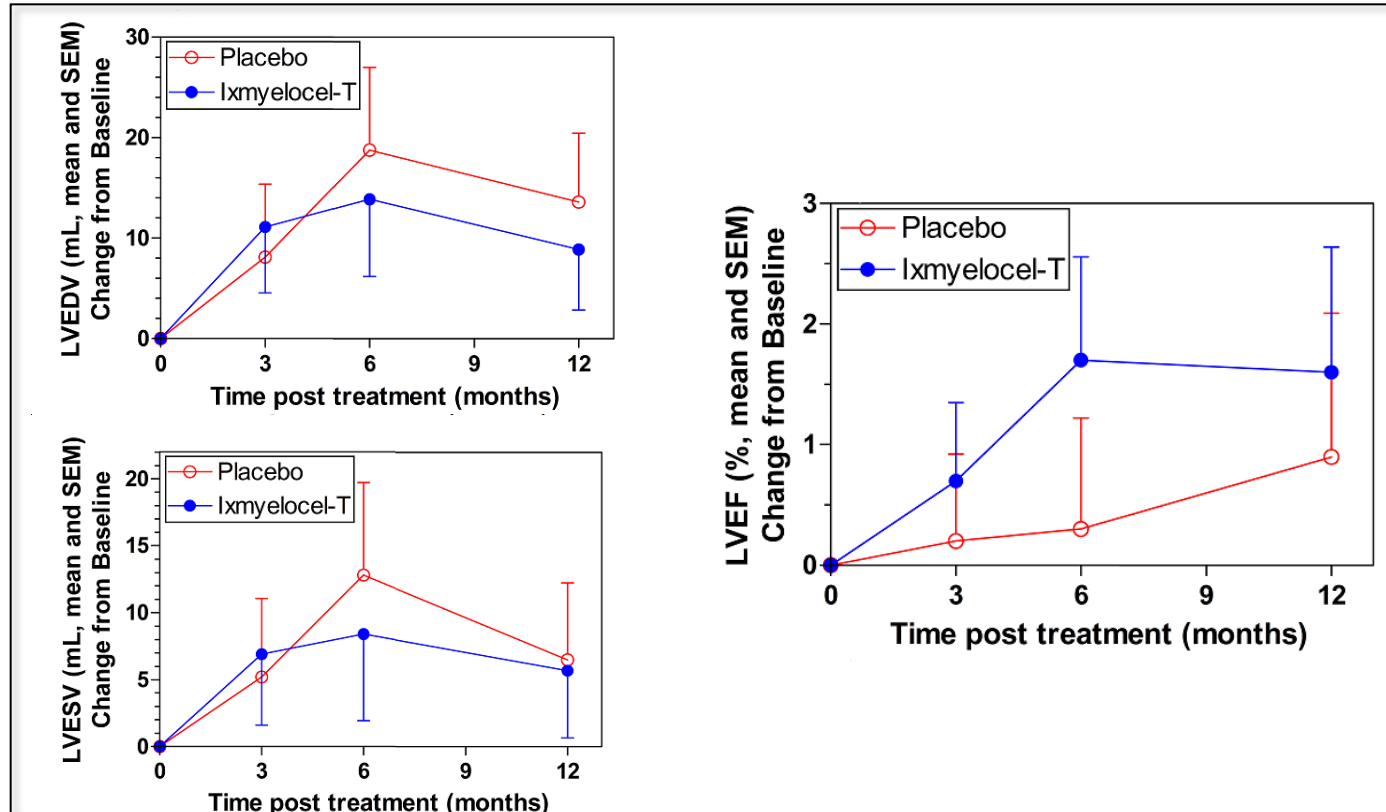 LVEDV (mL, mean and SEM)
Change from Baseline
30
20
10
0
Placebo
Ixmyelocel-T
0 3 6 9 12
Time post treatment (months)
LVESV (mL, mean and SEM)
Change from Baseline
20
15
10
5
0
Placebo
Ixmyelocel-T
0 3 6 9 12
Time post treatment (months)
LVEF (%, mean and SEM)
Change from Baseline
3
2
1
0
Placebo
Ixmyelocel-T
0 3 6 9 12
Time post treatment (months)